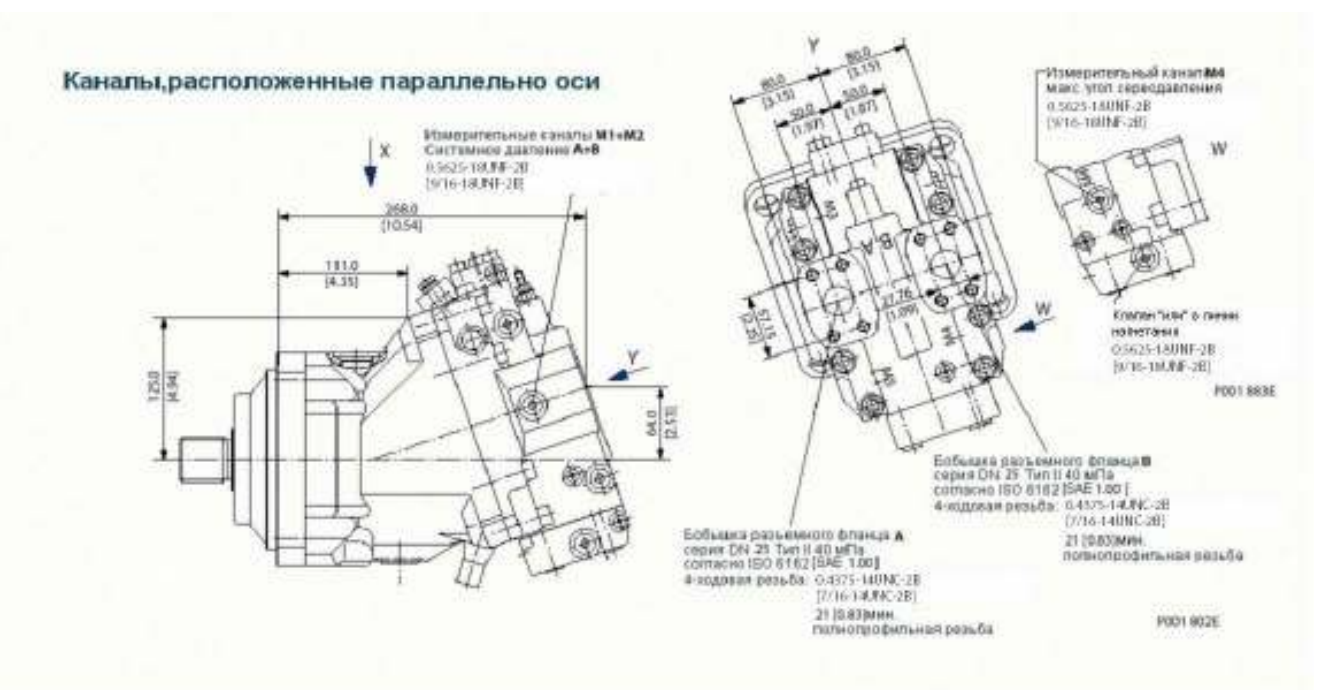 Каналы,расположенные параллельно оси
Измерительные каналы M1+M2
Системное давление A+B
0.5625-18UNF-2B
[9/16-18UNF-2B]
X
268.0
[10.54]
111.0
[4.35]
125.0
[4.94]
Y
64.0
[2.53]
Y
80.0
[3.15]
80.0
[3.15]
50.0
[1.97]
50.0
[1.97]
M3
A
B
57.15
[2.25]
27.76
[1.09]
M4
M5
W
Измерительный канал M4
макс. угол серводавления
0.5625-18UNF-2B
[9/16-18UNF-2B]
W
Клапан "или" в линии
нагнетания
0.5625-18UNF-2B
[9/16-18UNF-2B]
P001 883E
Бобышка разъемного фланца B
серия DN 25 Тип II 40 мПа
согласно ISO 6162 [SAE 1.00]
4-ходовая резьба: 0.4375-14UNC-2B
[7/16-14UNC-2B]
21 [0.83]мин.
полнопрофильная резьба
Бобышка разъемного фланца A
серия DN 25 Тип II 40 мПа
согласно ISO 6162 [SAE 1.00]
4-ходовая резьба: 0.4375-14UNC-2B
[7/16-14UNC-2B]
21 [0.83]мин.
полнопрофильная резьба
P001 802E